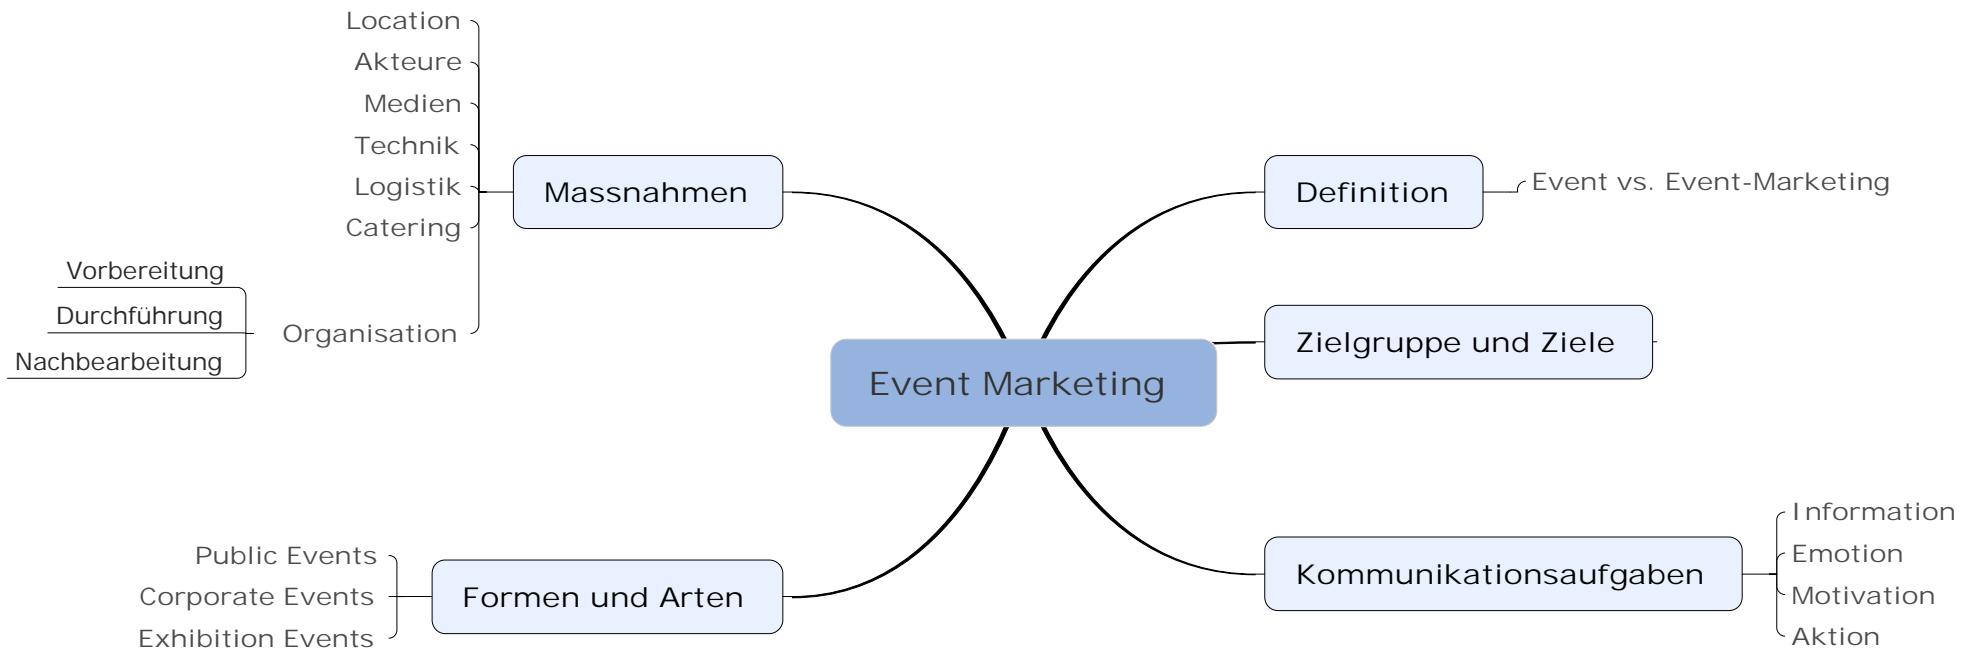 Location
Akteure
Medien
Technik
Logistik
Catering
Organisation
Vorbereitung
Durchführung
Nachbearbeitung
Massnahmen
Definition
Event vs. Event-Marketing
Zielgruppe und Ziele
Event Marketing
Formen und Arten
Public Events
Corporate Events
Exhibition Events
Kommunikationsaufgaben
Information
Emotion
Motivation
Aktion